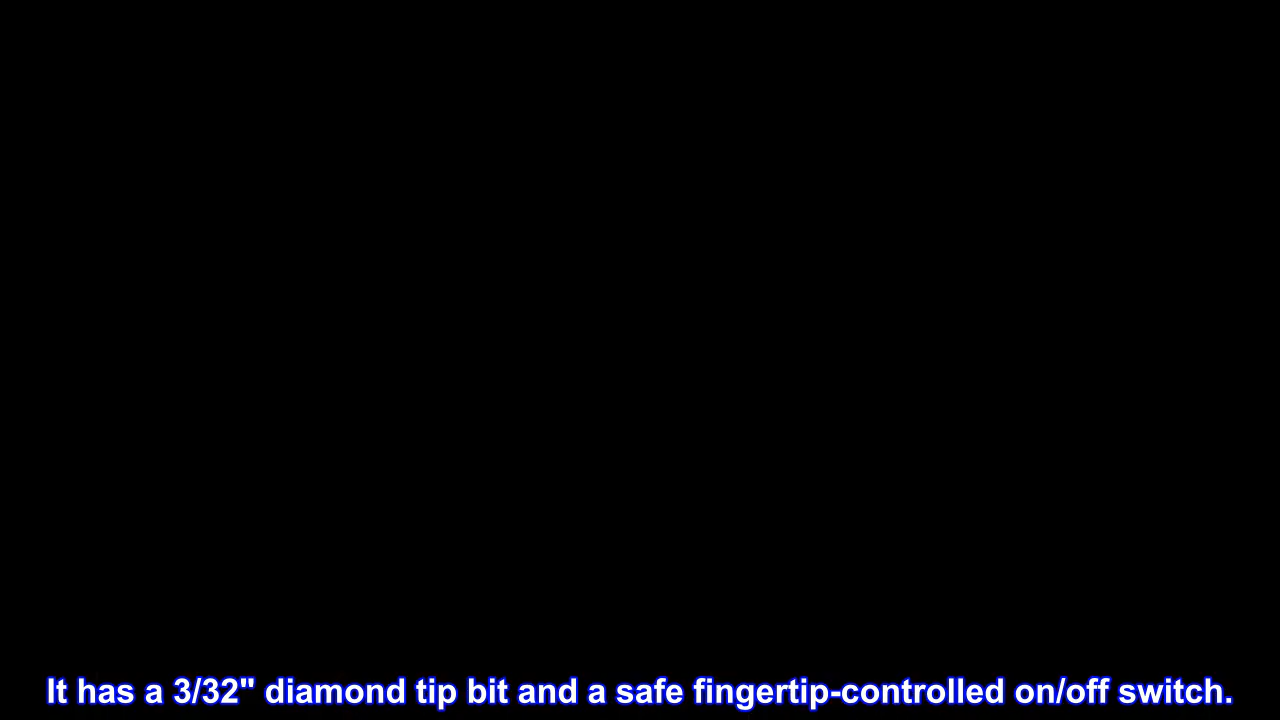 It has a 3/32" diamond tip bit and a safe fingertip-controlled on/off switch.